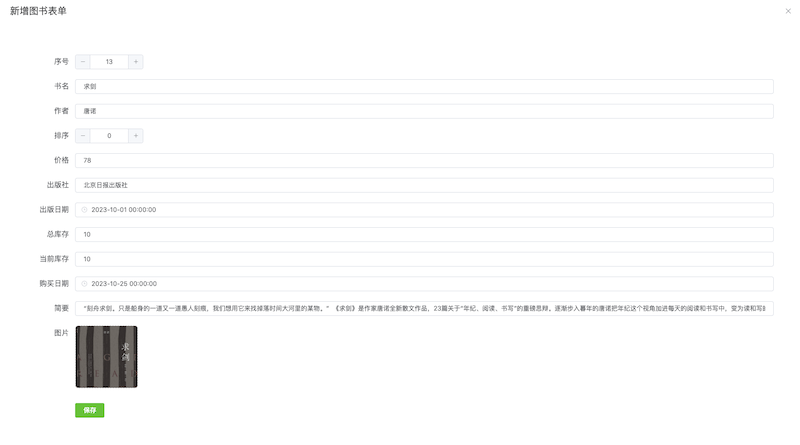 新增图书表单
序号 13
书名 求剑
作者 唐诺
排序 0
价格 78
出版社 北京日报出版社
出版日期 2023-10-01 00:00:00
总库存 10
当前库存 10
购买日期 2023-10-25 00:00:00
简要 “刻舟求剑，只是船身的一道又一道愚人刻痕，我们想用它来找掉落时间大河里的某物。” 《求剑》是作家唐诺全新散文作品，23篇关于“年纪、阅读、书写”的重磅思辩。逐渐步入暮年的唐诺把年纪这个视角加进每天的阅读和书写中，变为读和写的
图片
求剑
保存